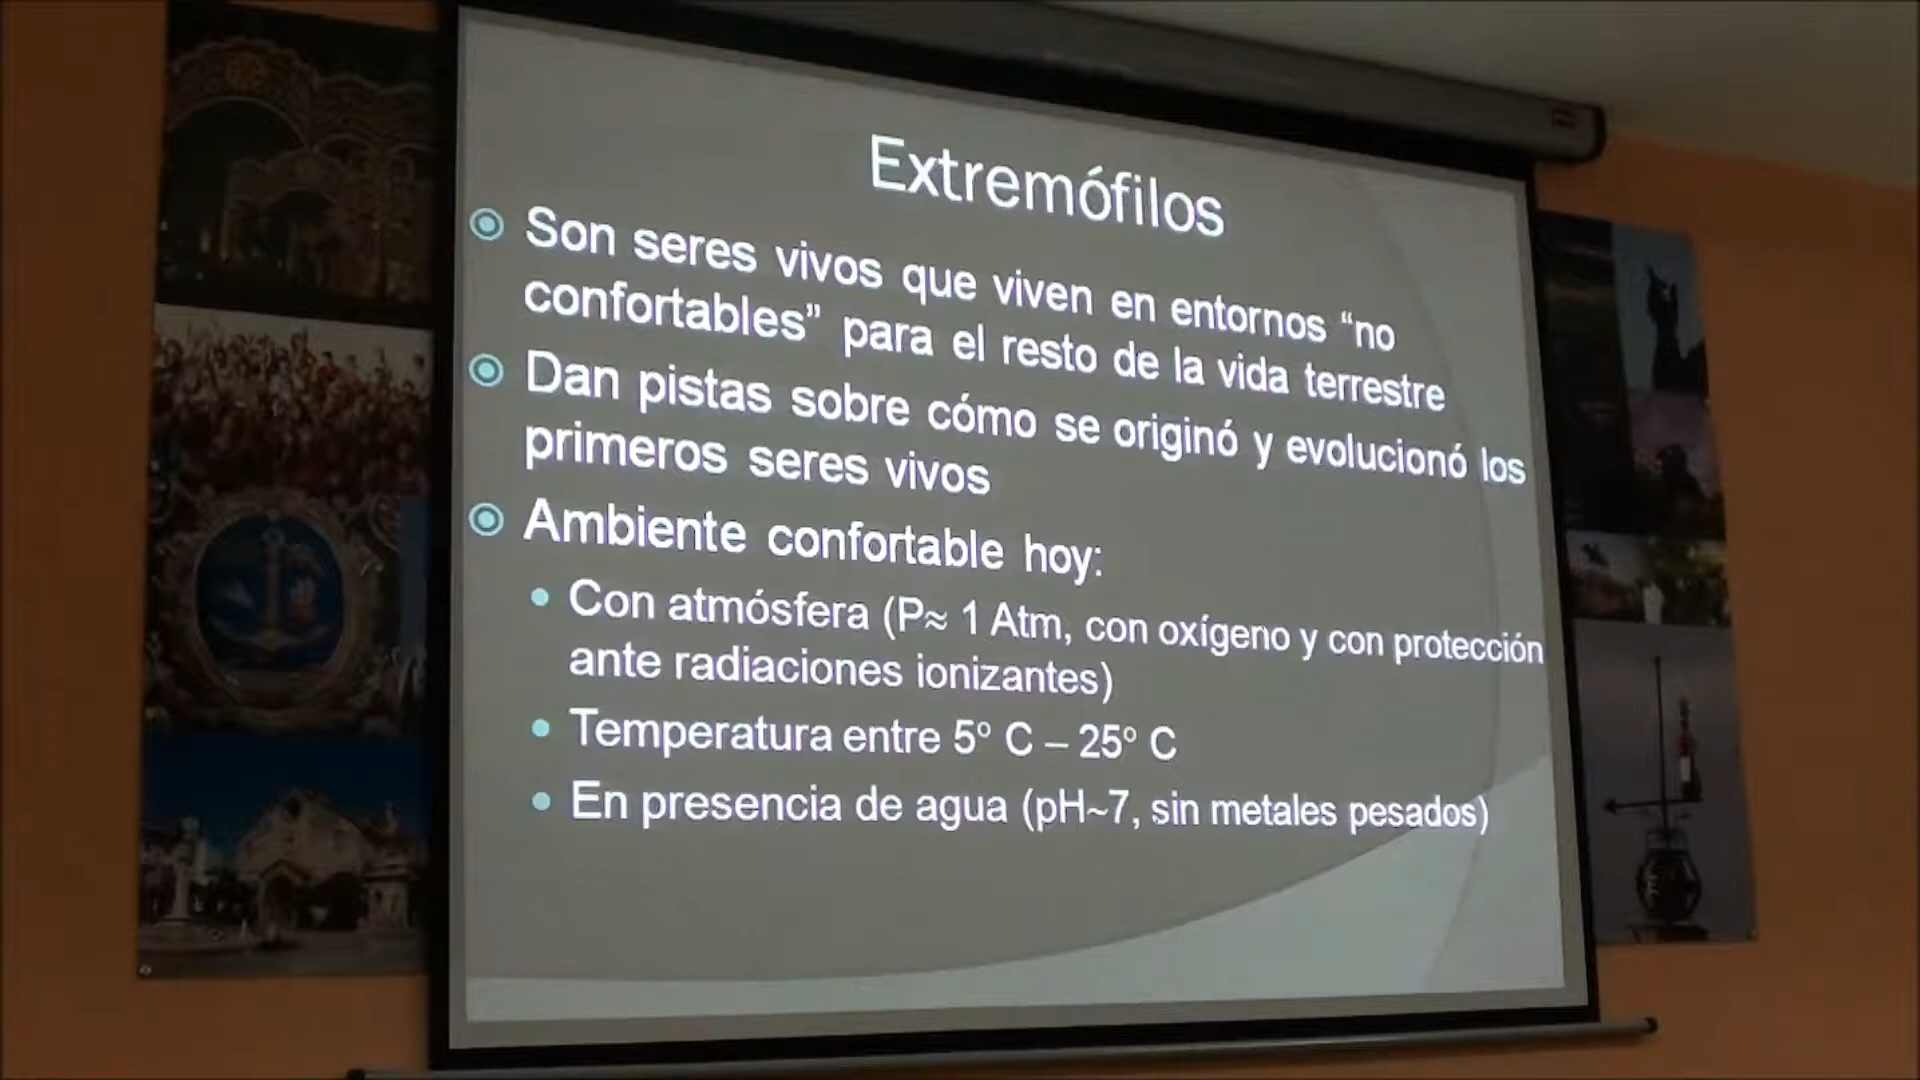 Extremófilos
Son seres vivos que viven en entornos “no
confortables” para el resto de la vida terrestre
Dan pistas sobre cómo se originó y evolucionó los
primeros seres vivos
Ambiente confortable hoy:
Con atmósfera (P≈ 1 Atm, con oxígeno y con protección
ante radiaciones ionizantes)
Temperatura entre 5º C – 25º C
En presencia de agua (pH~7, sin metales pesados)